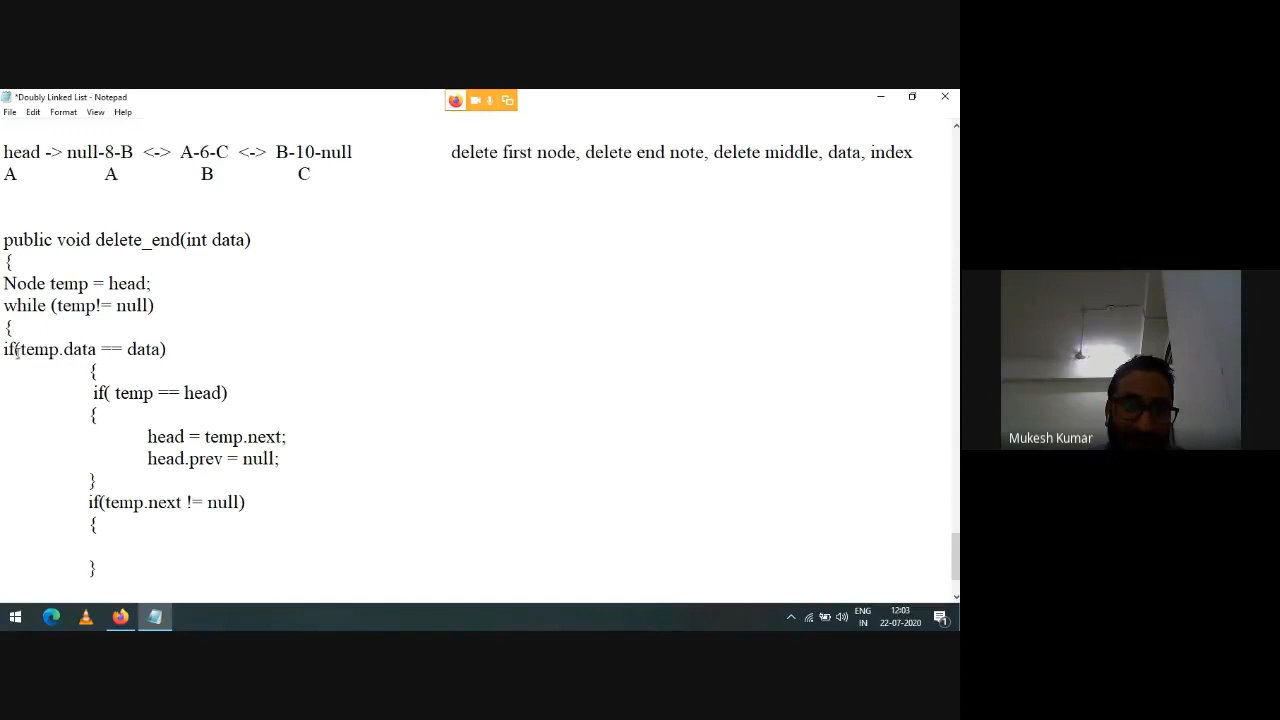 *Doubly Linked List - Notepad
File Edit Format View Help
head -> null-8-B <-> A-6-C <-> B-10-null delete first node, delete end note, delete middle, data, index
A A B C
public void delete_end(int data)
{
Node temp = head;
while (temp!= null)
{
if(temp.data == data)
{
if( temp == head)
{
head = temp.next;
head.prev = null;
}
if(temp.next != null)
{
}
Mukesh Kumar
ENG 12:03
IN 22-07-2020
1